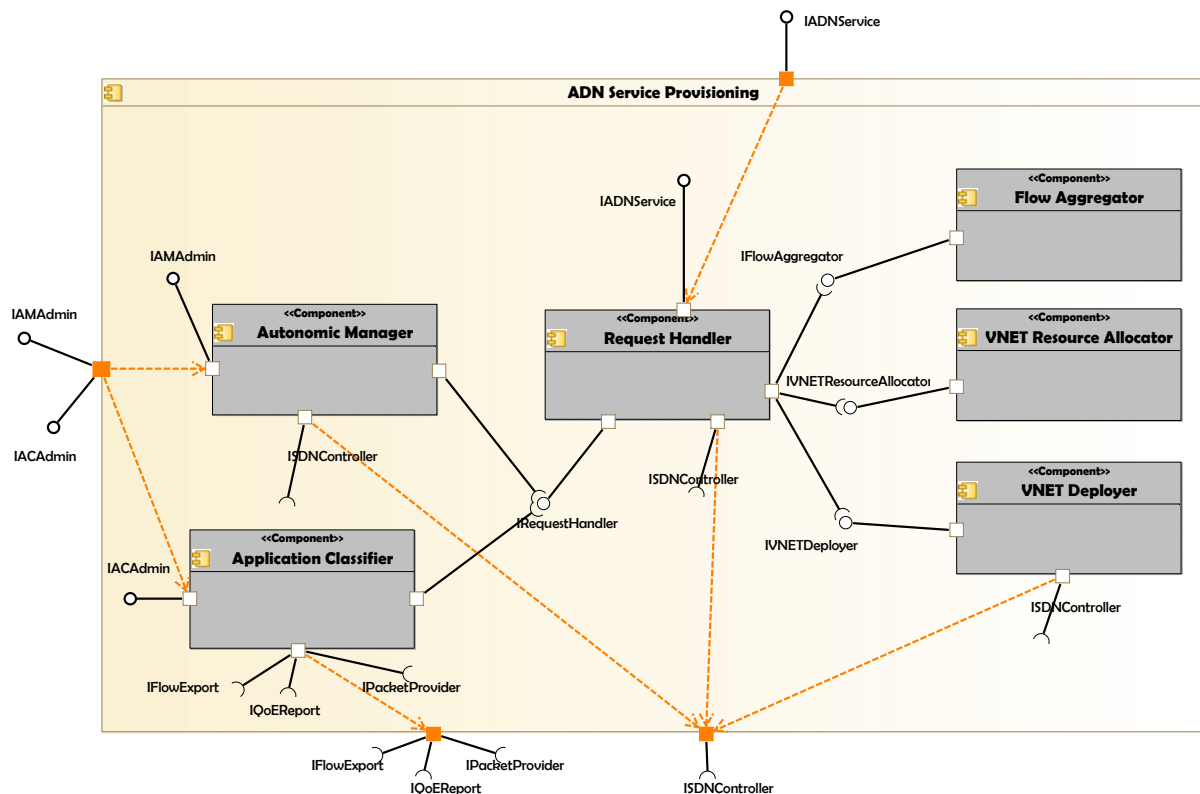 IADNService
ADN Service Provisioning
<<Component>>
Flow Aggregator
IADNService
IAMAdmin
IFlowAggregator
IAMAdmin
<<Component>>
Autonomic Manager
<<Component>>
Request Handler
<<Component>>
VNET Resource Allocator
IVNETResourceAllocator
IACAdmin
ISDNController
ISDNController
<<Component>>
VNET Deployer
IRequestHandler
<<Component>>
Application Classifier
IVNETDeployer
IACAdmin
ISDNController
IFlowExport
IPacketProvider
IQoEReport
IFlowExport
IPacketProvider
IQoEReport
ISDNController